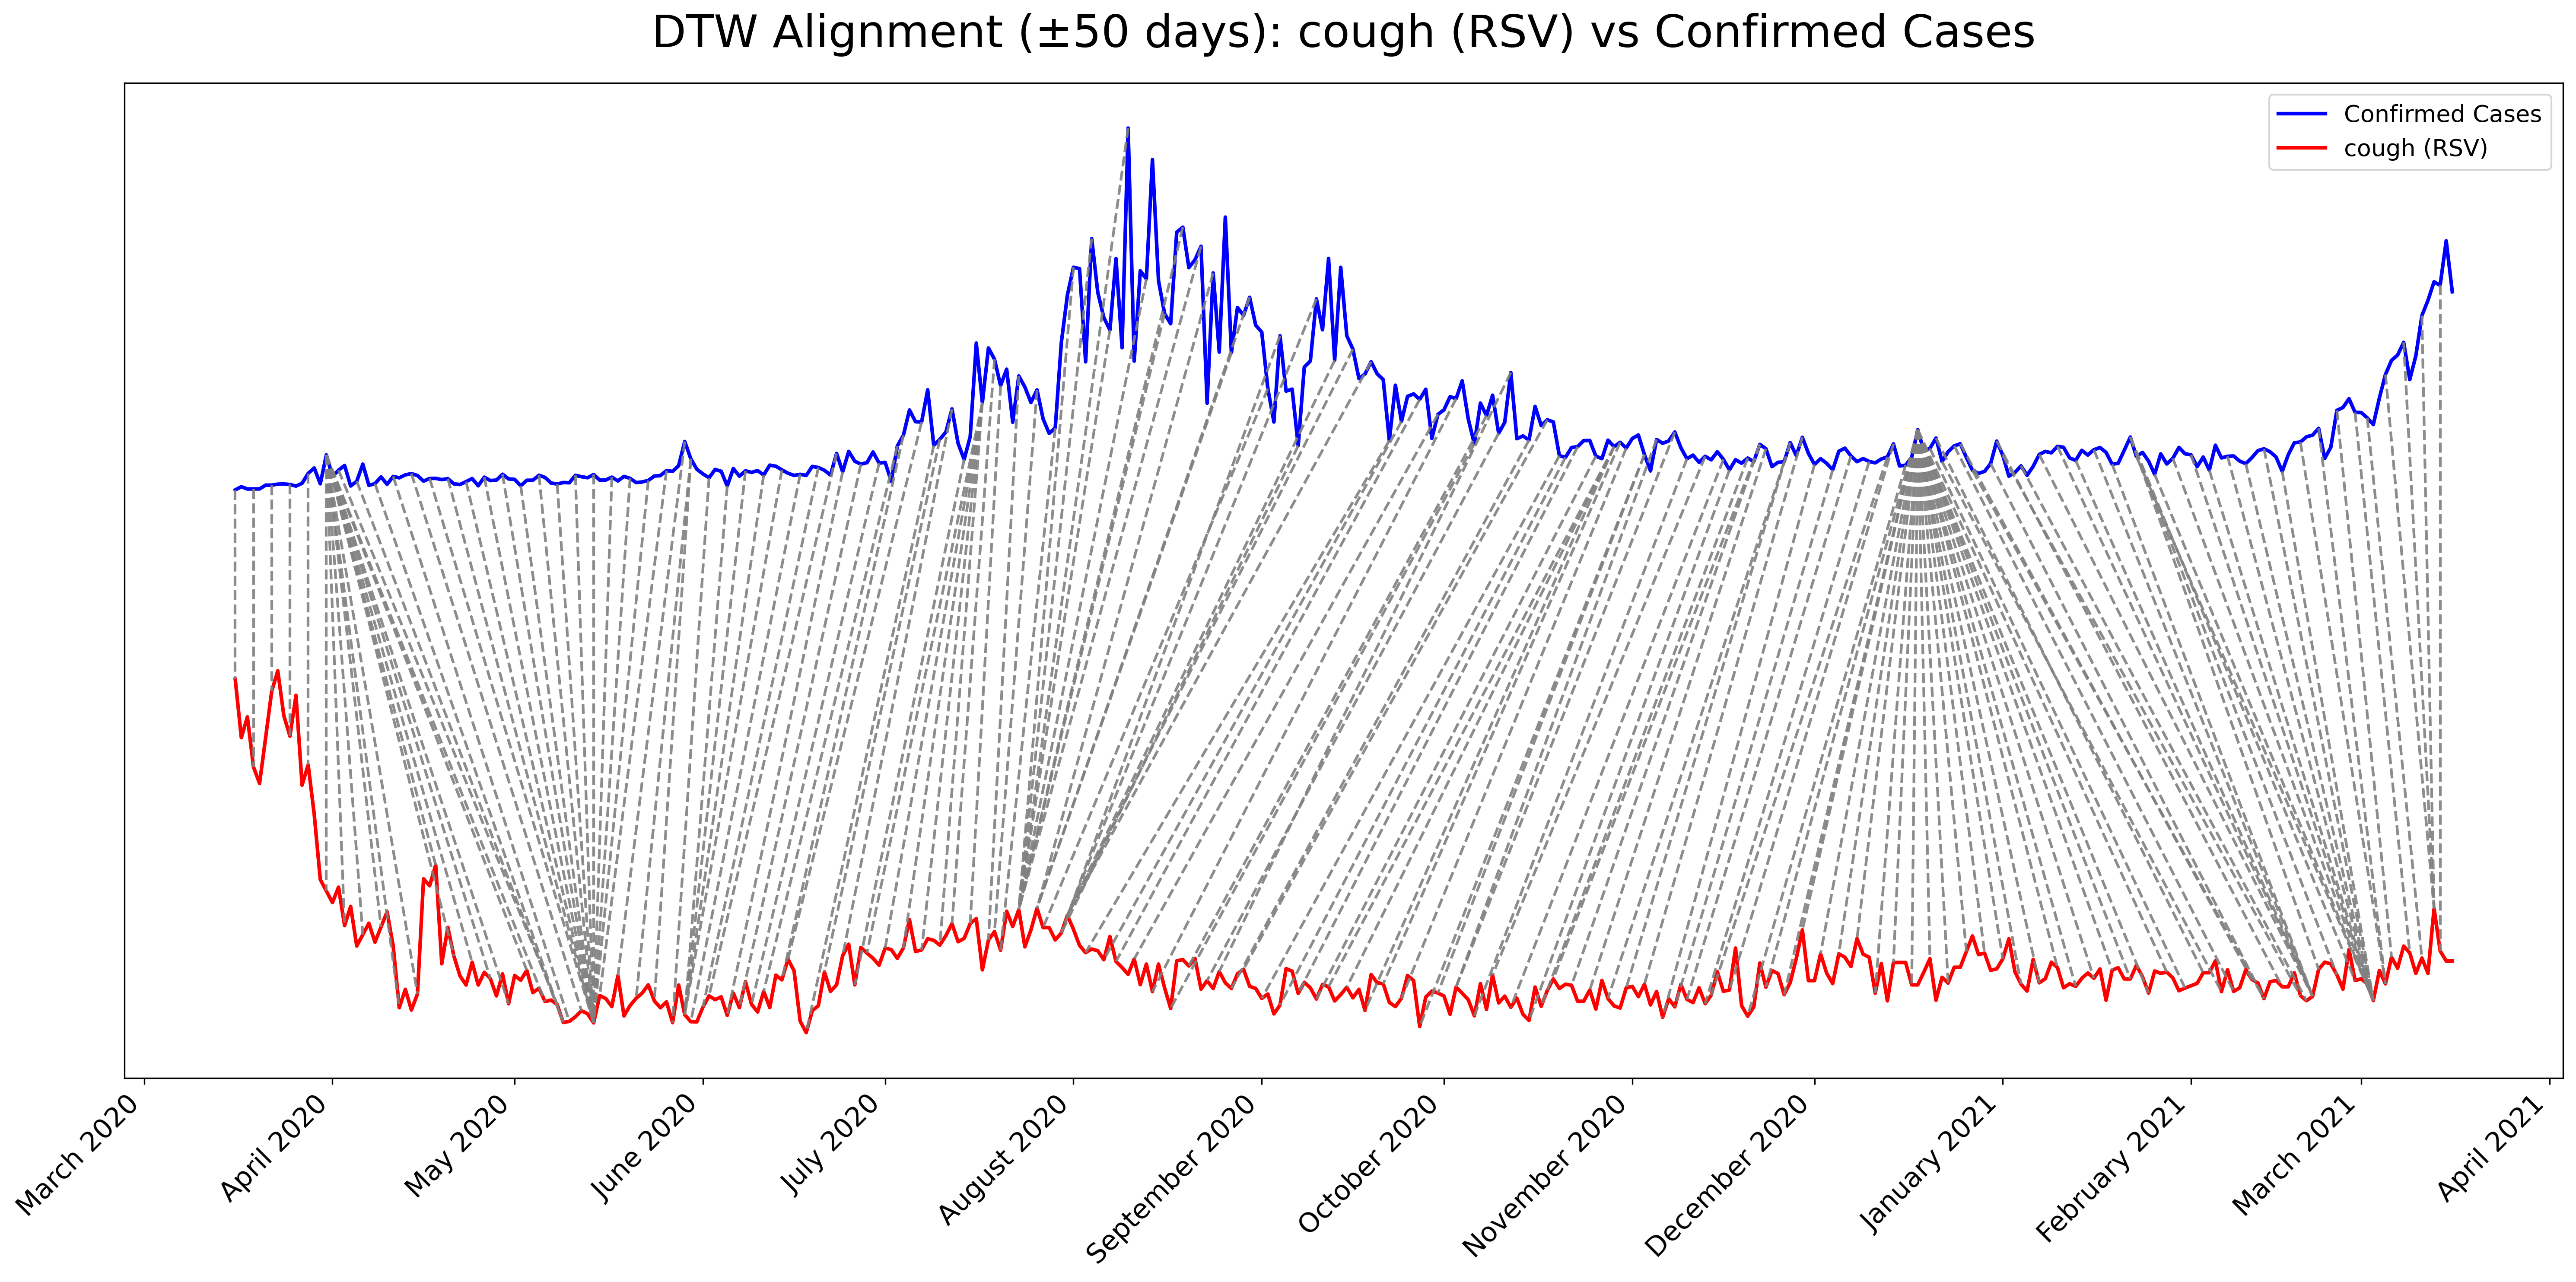 DTW Alignment (±50 days): cough (RSV) vs Confirmed Cases
Confirmed Cases
cough (RSV)
March 2020
April 2020
May 2020
June 2020
July 2020
August 2020
September 2020
October 2020
November 2020
December 2020
January 2021
February 2021
March 2021
April 2021